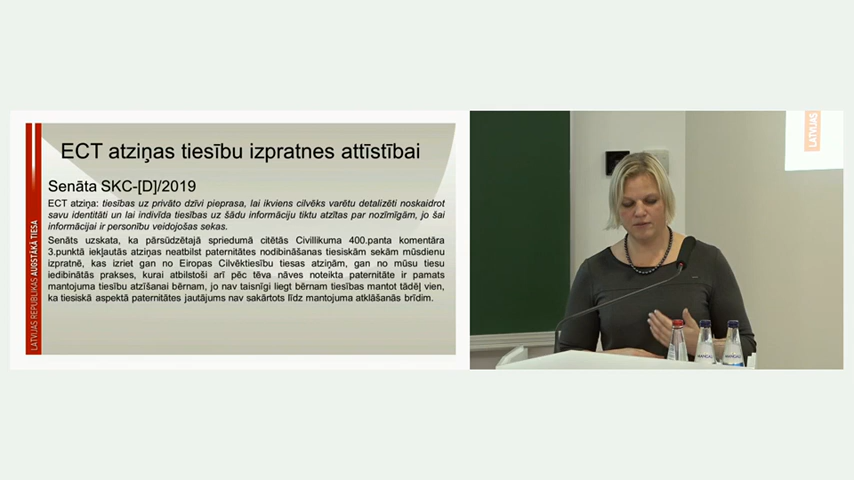 ECT atziņas tiesību izpratnes attīstībai
Senāta SKC-[D]/2019
ECT atziņa: tiesības uz privāto dzīvi pieprasa, lai ikviens cilvēks varētu detalizēti noskaidrot
savu identitāti un lai indivīda tiesības uz šādu informāciju tiktu atzītas par nozīmīgām, jo šai
informācijai ir personību veidojošas sekas.
Senāts uzskata, ka pārsūdzētajā spriedumā citētās Civillikuma 400.panta komentāra
3.punktā iekļautās atziņas neatbilst paternitātes nodibināšanas tiesiskām sekām mūsdienu
izpratnē, kas izriet gan no Eiropas Cilvēktiesību tiesas atziņām, gan no mūsu tiesu
iedibinātās prakses, kurai atbilstoši arī pēc tēva nāves noteikta paternitāte ir pamats
mantojuma tiesību atzīšanai bērnam, jo nav taisnīgi liegt bērnam tiesības mantot tādēļ vien,
ka tiesiskā aspektā paternitātes jautājums nav sakārtots līdz mantojuma atklāšanās brīdim.
LATVIJAS REPUBLIKAS AUGSTĀKĀ TIESA
LATVIJAS
MANGAĻI
MANGAĻI